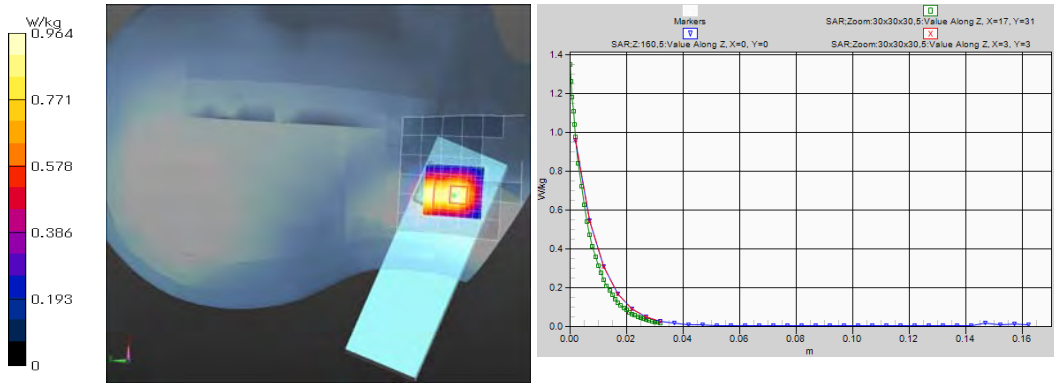 W/kg
0.964
0.771
0.578
0.386
0.193
0
Markers
SAR;Zoom:30x30x30,5:Value Along Z, X=17, Y=31
SAR;Z:160,5:Value Along Z, X=0, Y=0
SAR;Zoom:30x30x30,5:Value Along Z, X=3, Y=3
1.4
1.2
1.0
0.8
0.6
0.4
0.2
0.0
W/kg
0.00 0.02 0.04 0.06 0.08 0.10 0.12 0.14 0.16
m